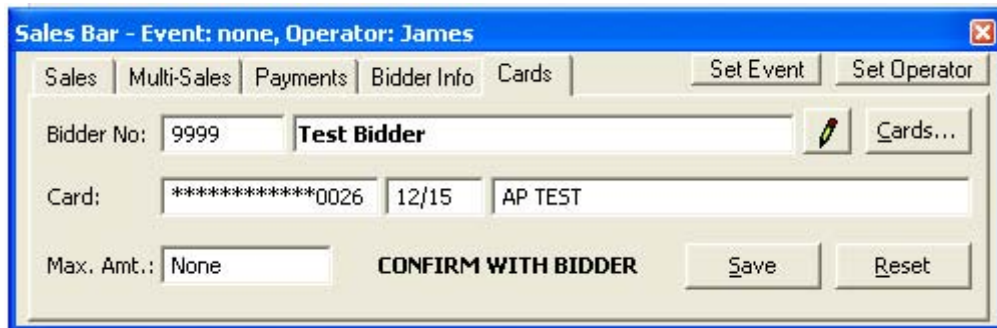 Sales Bar - Event: none, Operator: James
Sales Multi-Sales Payments Bidder Info Cards Set Event Set Operator
Bidder No: 9999 Test Bidder Cards...
Card: ************0026 12/15 AP TEST
Max. Amt.: None CONFIRM WITH BIDDER Save Reset